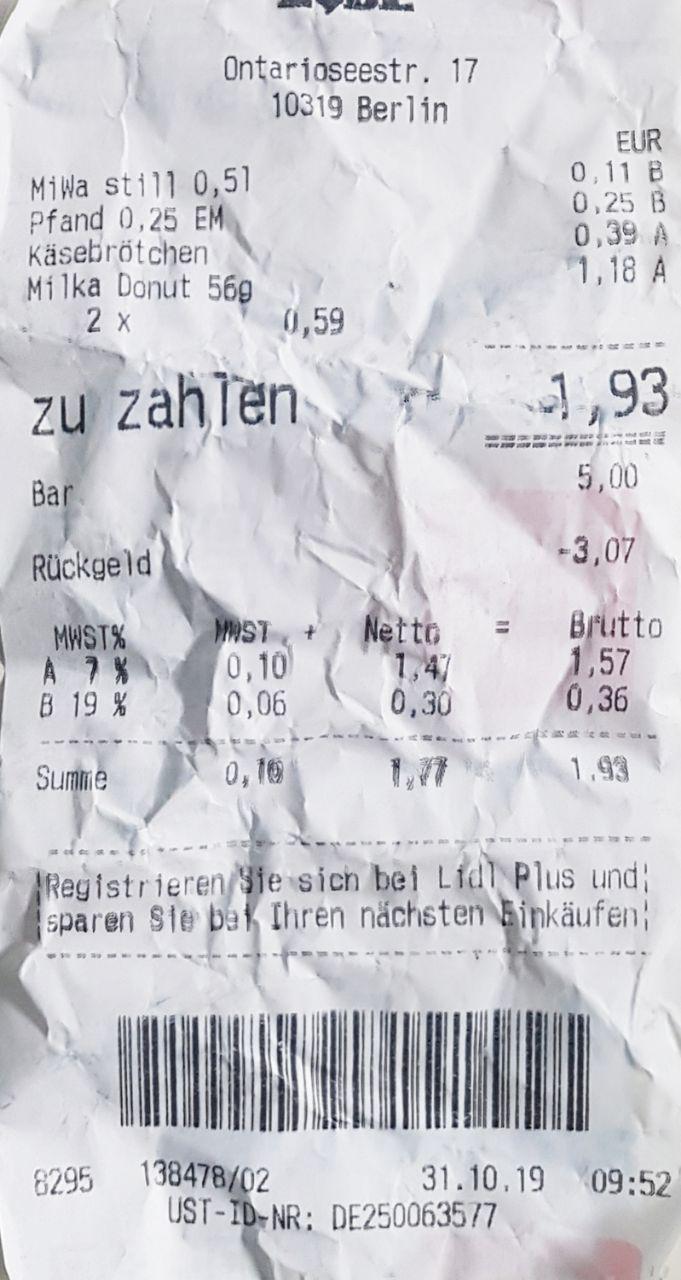 Ontarioseestr. 17
10319 Berlin
EUR
MiWa still 0,5l 0,11 B
Pfand 0,25 EM 0,25 B
Käsebrötchen 0,39 A
Milka Donut 56g 1,18 A
2 x 0,59
zu zahlen 1,93
Bar 5,00
Rückgeld -3,07
MWST% MWST + Netto = Brutto
A 7 % 0,10 1,47 1,57
B 19 % 0,06 0,30 0,36
Summe 1,77 1.93
Registrieren Sie sich bei Lidl Plus und
sparen Sie bei Ihren nächsten Einkäufen
8295 138478/02 31.10.19 09:52
UST-ID-NR: DE250063577